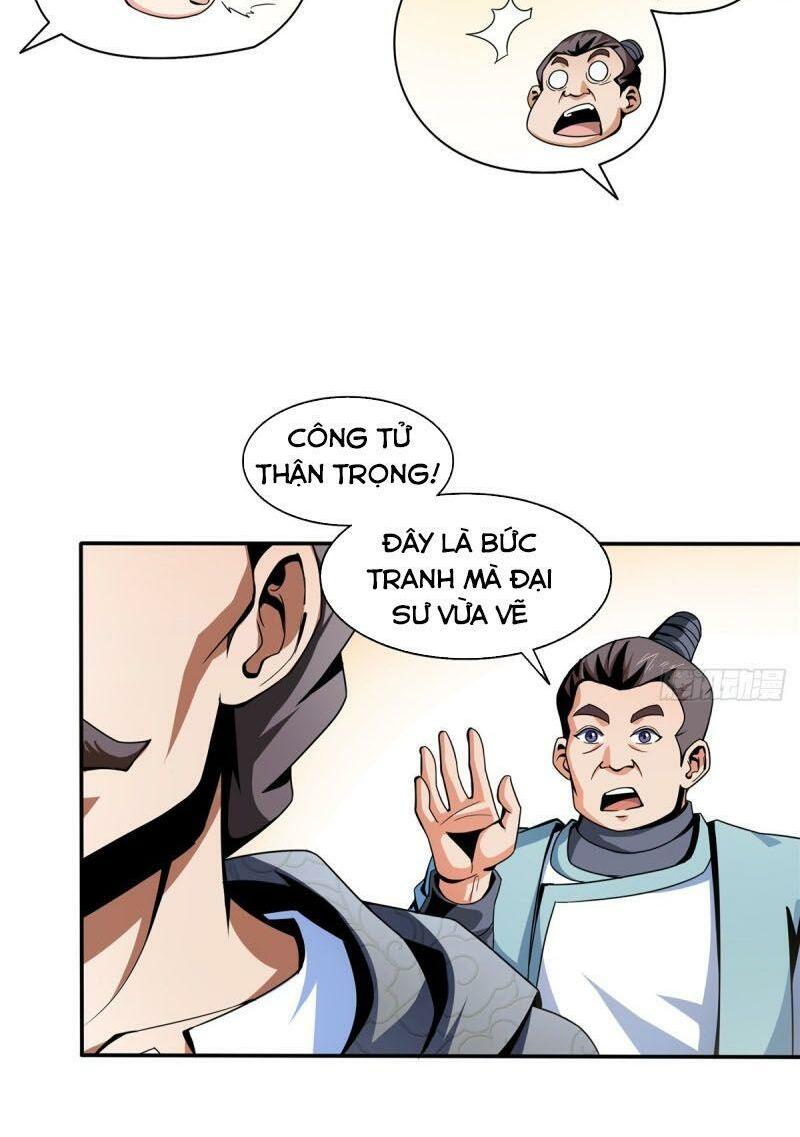 CÔNG TỬ
THẬN TRỌNG!
ĐÂY LÀ BỨC
TRANH MÀ ĐẠI
SƯ VỪA VẼ